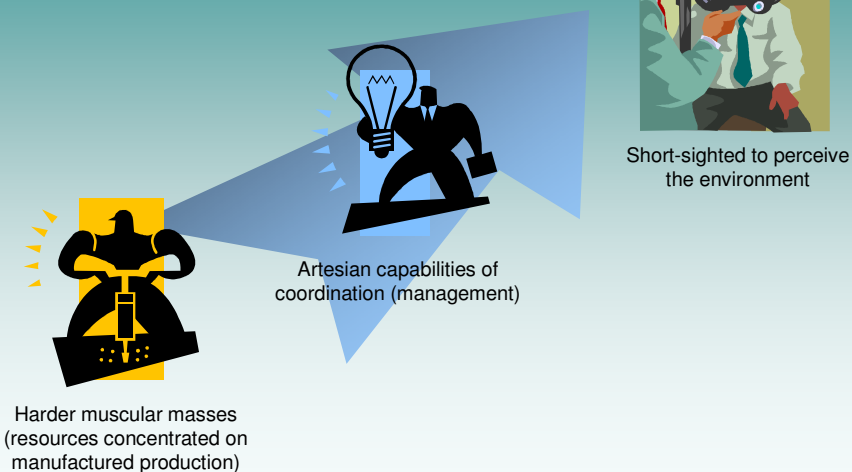 Short-sighted to perceive
the environment
Artesian capabilities of
coordination (management)
Harder muscular masses
(resources concentrated on
manufactured production)